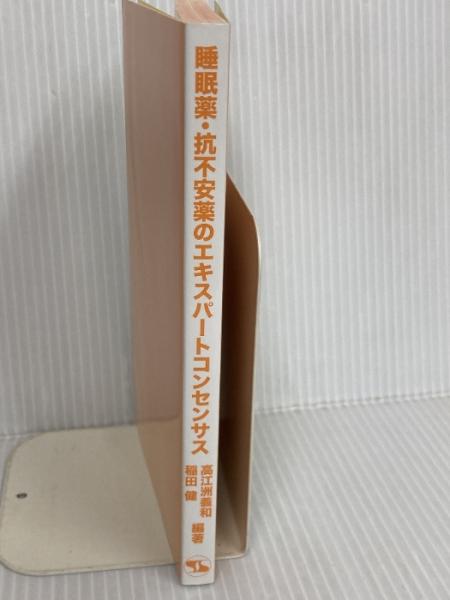 睡眠薬・抗不安薬のエキスパートコンセンサス
高江洲義和
稲田 健
編著